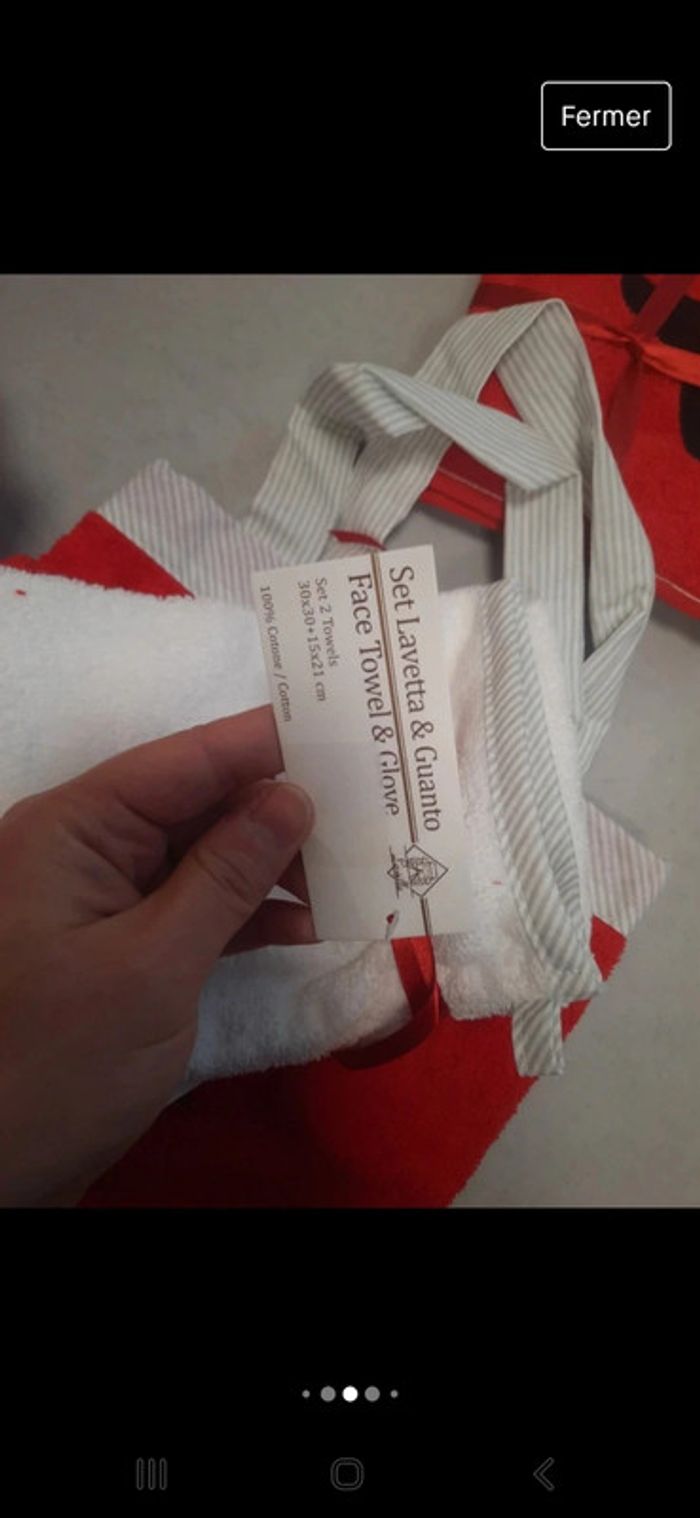 Fermer
Set Lavetta & Guanto
Face Towel & Glove
Set 2 Towels
30x30+15x21 cm
100% Cotone / Cotton